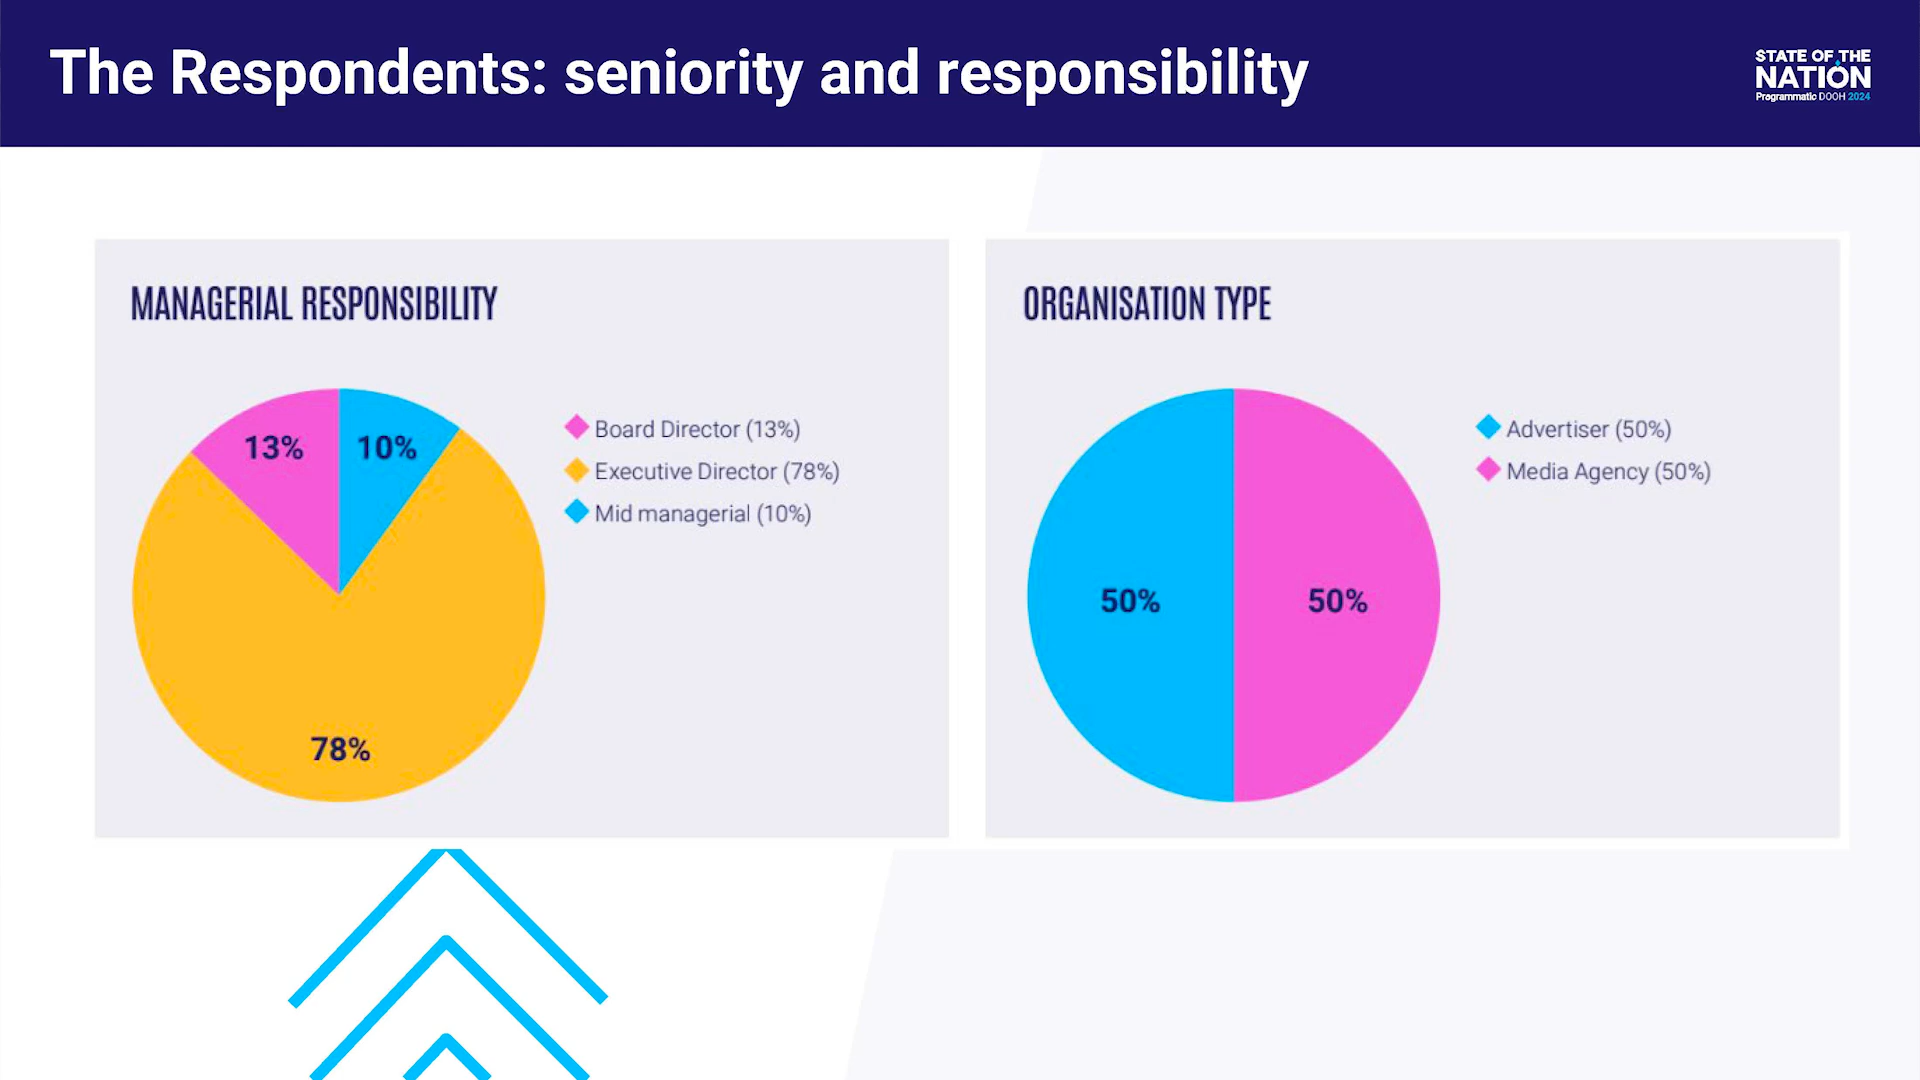 The Respondents: seniority and responsibility
STATE OF THE
NATION
Programmatic DOOH 2024
MANAGERIAL RESPONSIBILITY
13%
10%
78%
Board Director (13%)
Executive Director (78%)
Mid managerial (10%)
ORGANISATION TYPE
50%
50%
Advertiser (50%)
Media Agency (50%)